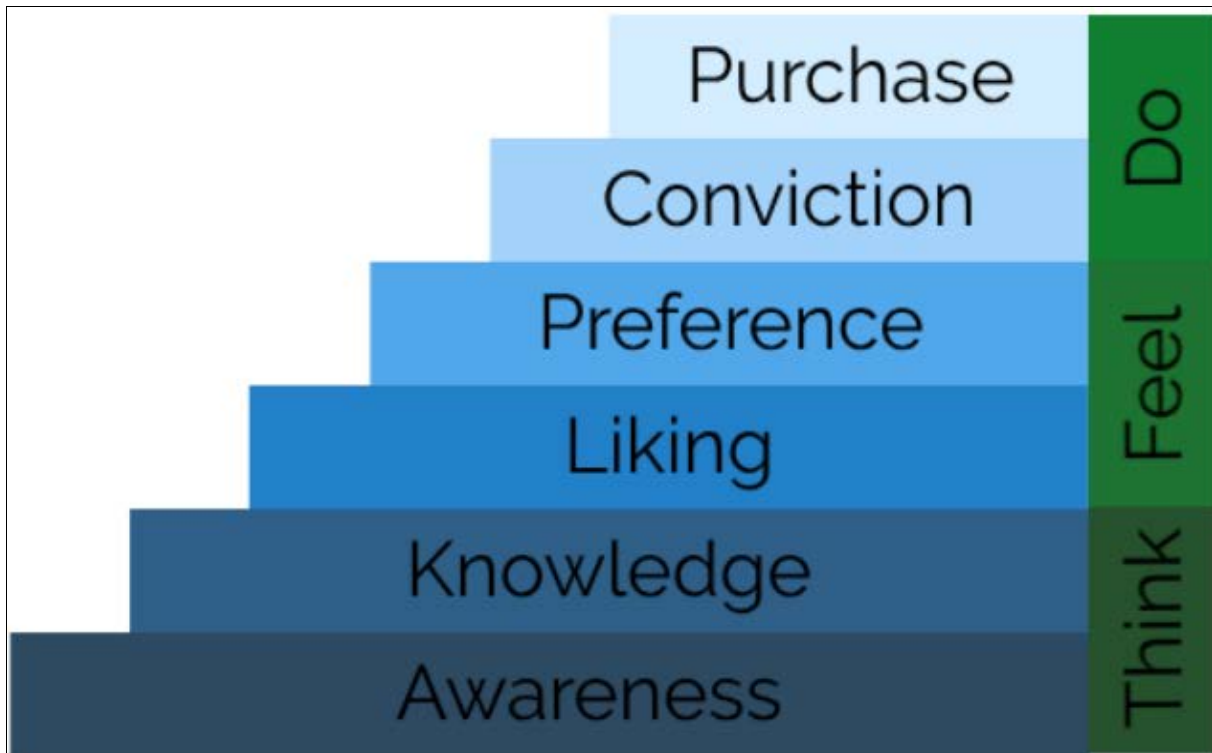 Purchase
Conviction
Preference
Liking
Knowledge
Awareness
Do
Feel
Think